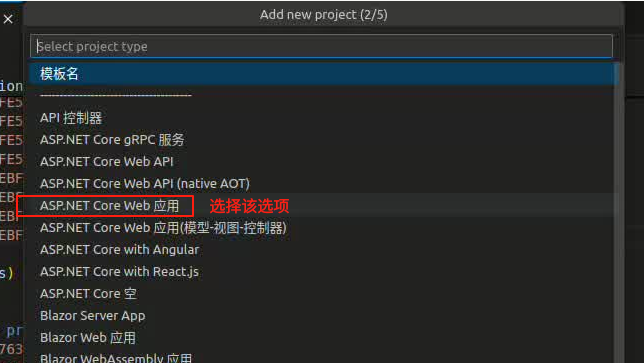 Add new project (2/5)
Select project type
模板名
----------------------------------------
ion
FE5
API 控制器
FE5
ASP.NET Core gRPC 服务
FE5
ASP.NET Core Web API
FE5
EBF
ASP.NET Core Web API (native AOT)
EBF
ASP.NET Core Web 应用 选择该选项
EBF
ASP.NET Core Web 应用(模型-视图-控制器)
EBF
ASP.NET Core with Angular
s)
ASP.NET Core with React.js
ASP.NET Core 空
Blazor Server App
pr
Blazor Web 应用
763
Blazor WebAssembly 应用